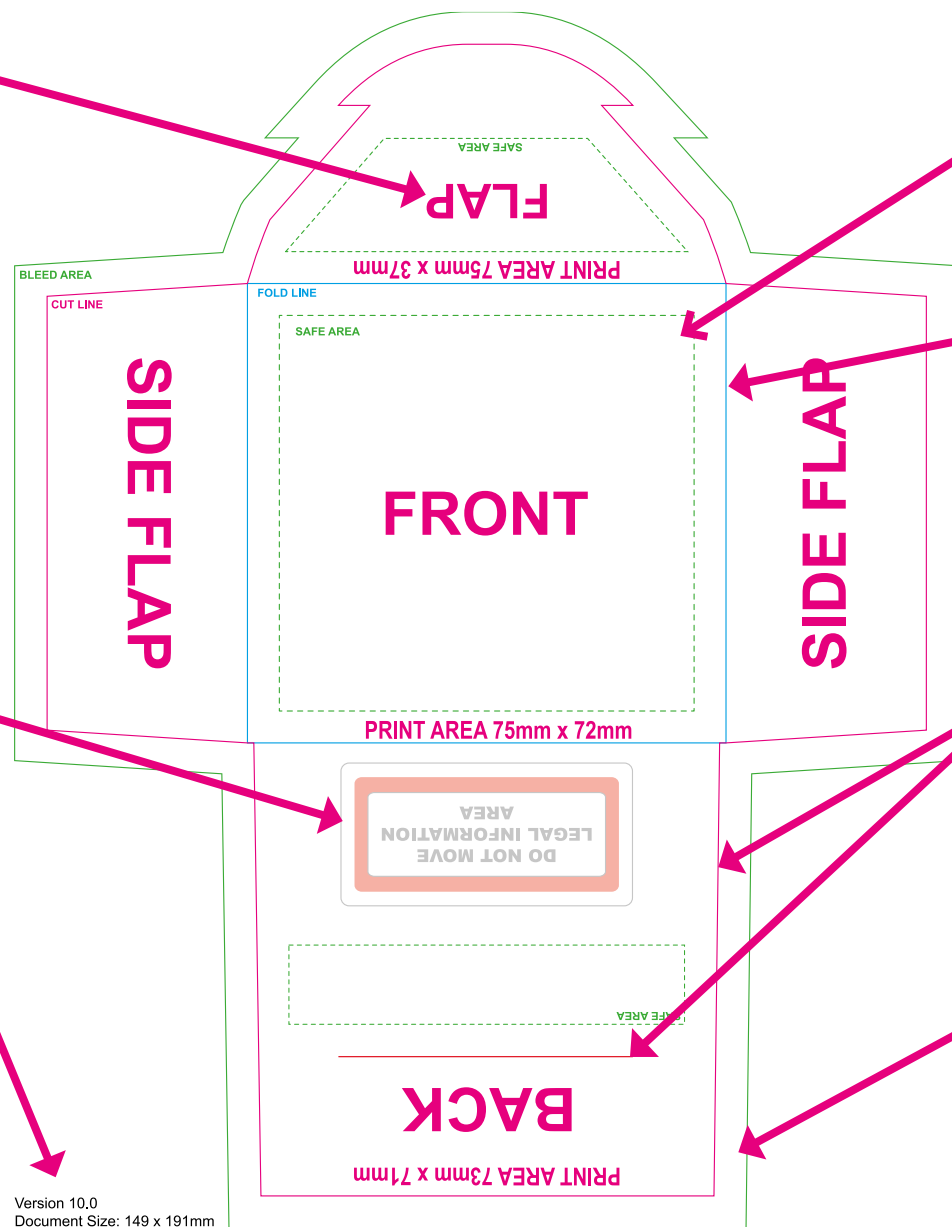 SAFE AREA
FLAP
PRINT AREA 75mm x 37mm
BLEED AREA
CUT LINE
FOLD LINE
SAFE AREA
SIDE FLAP
FRONT
SIDE FLAP
PRINT AREA 75mm x 72mm
DO NOT MOVE
LEGAL INFORMATION
AREA
SAFE AREA
BACK
PRINT AREA 73mm x 71mm
Version 10.0
Document Size: 149 x 191mm